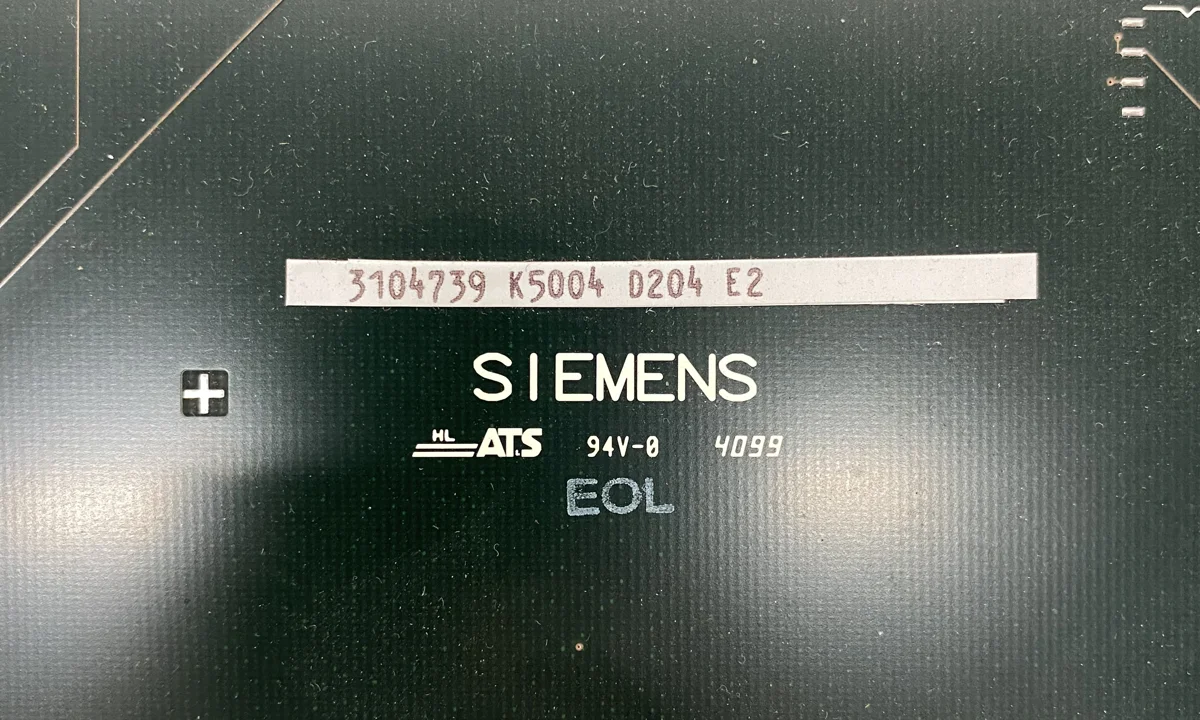 3104739 K5004 D204 E2
SIEMENS
HL AT&S 94V-0 4099
EOL